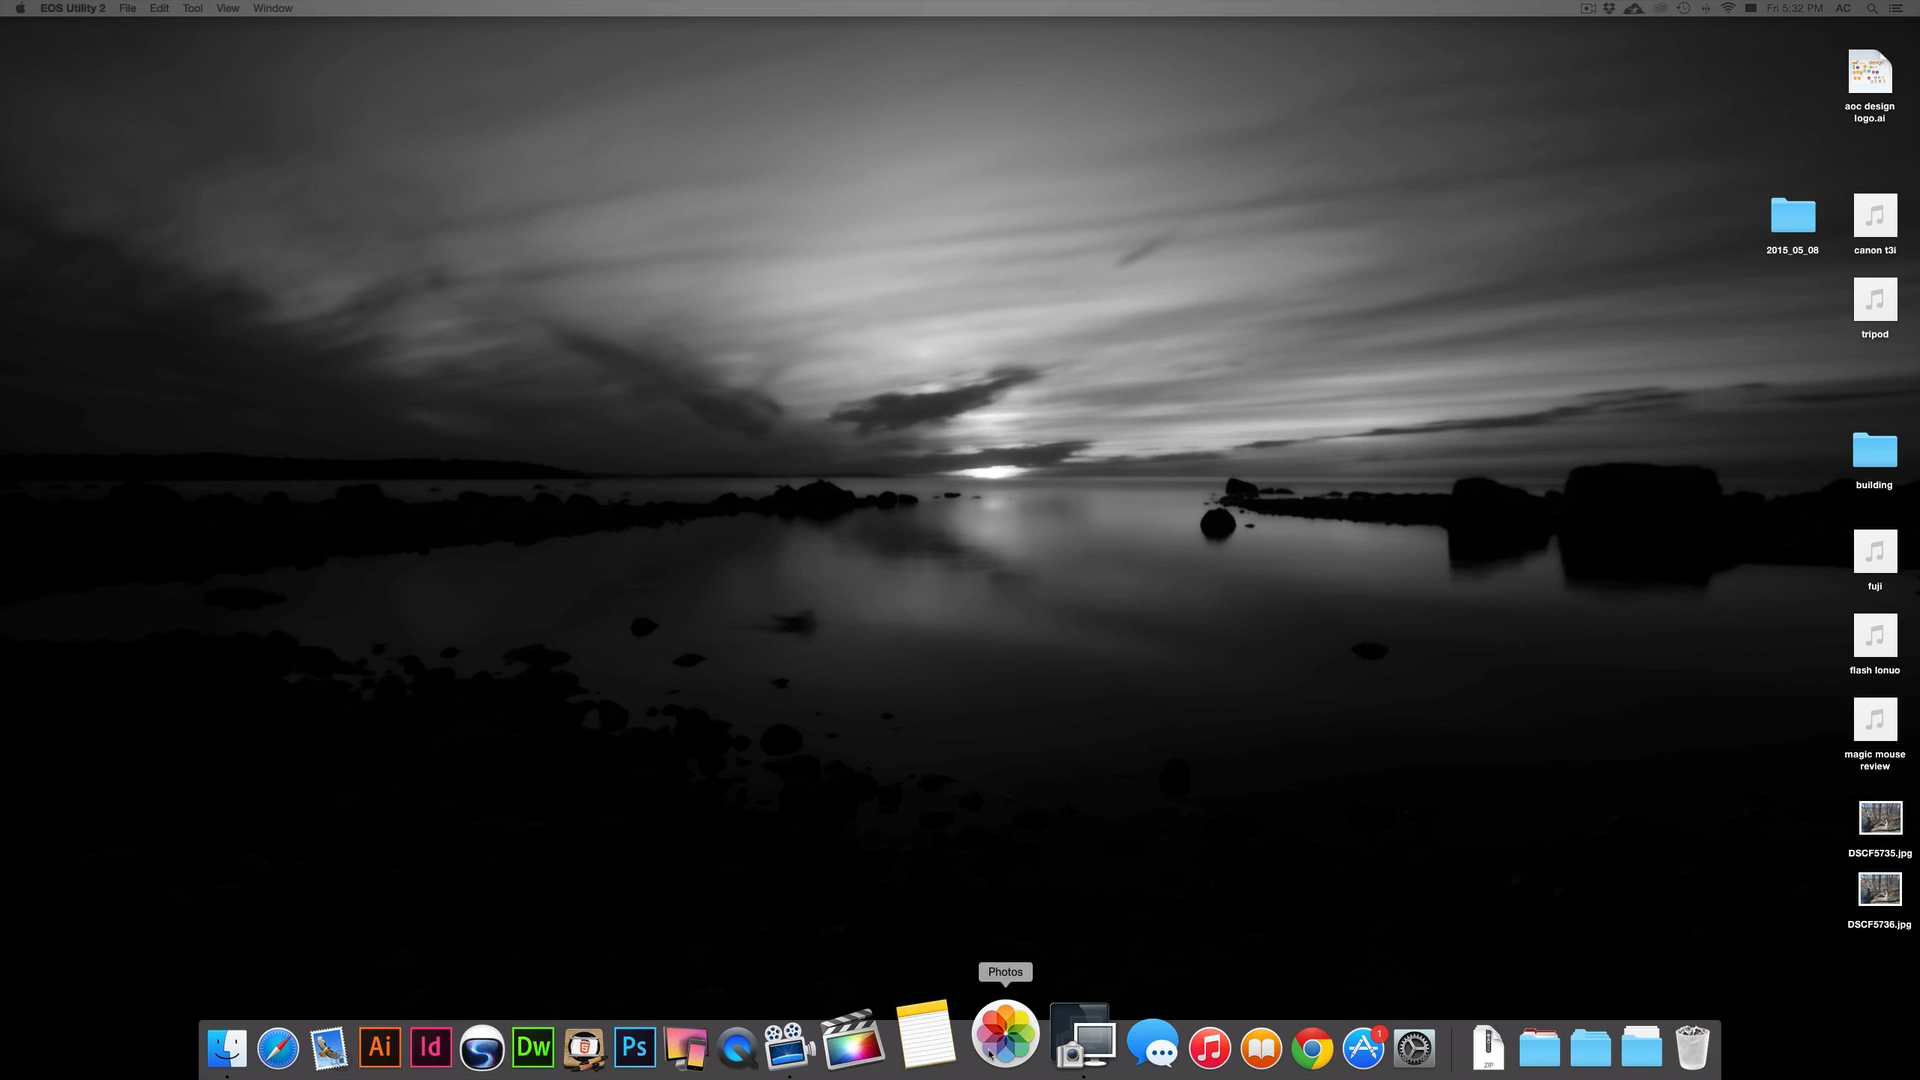 EOS Utility 2 File Edit Tool View Window Fri 5:32 PM AC
aoc design
logo.ai
2015_05_08
canon t3i
tripod
building
fuji
flash lonuo
magic mouse
review
DSCF5735.jpg
DSCF5736.jpg
Photos
Ai Id Dw 5 Ps 1 ZIP